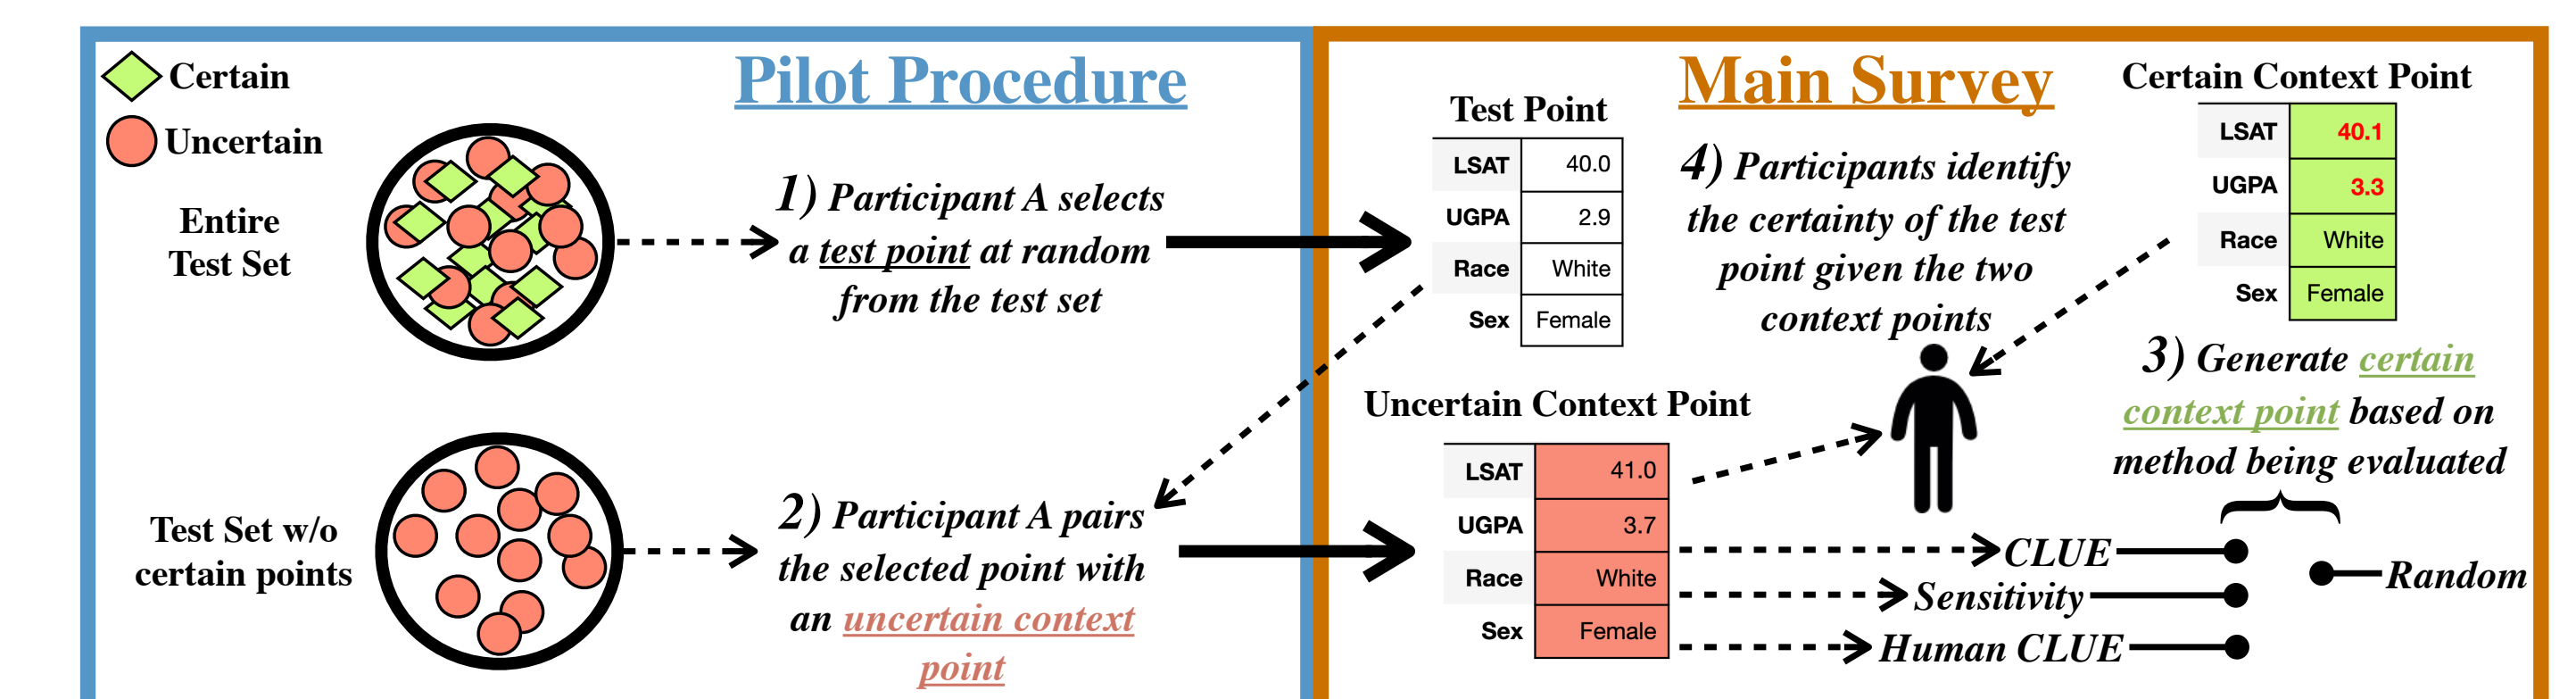 Certain
Uncertain
Entire
Test Set
Pilot Procedure
1) Participant A selects
a test point at random
from the test set
Test Set w/o
certain points
2) Participant A pairs
the selected point with
an uncertain context
point
Main Survey
Test Point
LSAT 40.0
UGPA 2.9
Race White
Sex Female
4) Participants identify
the certainty of the test
point given the two
context points
Certain Context Point
LSAT 40.1
UGPA 3.3
Race White
Sex Female
3) Generate certain
context point based on
method being evaluated
Uncertain Context Point
LSAT 41.0
UGPA 3.7
Race White
Sex Female
CLUE
Sensitivity
Human CLUE
Random